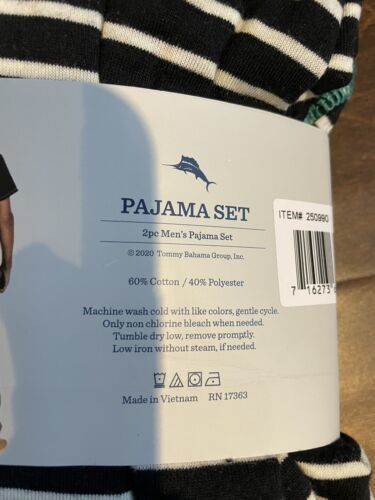 PAJAMA SET
2pc Men's Pajama Set
© 2020 Tommy Bahama Group, Inc.
60% Cotton / 40% Polyester
Machine wash cold with like colors, gentle cycle.
Only non chlorine bleach when needed.
Tumble dry low, remove promptly.
Low iron without steam, if needed.
Made in Vietnam RN 17363
ITEM# 250990
7 16273